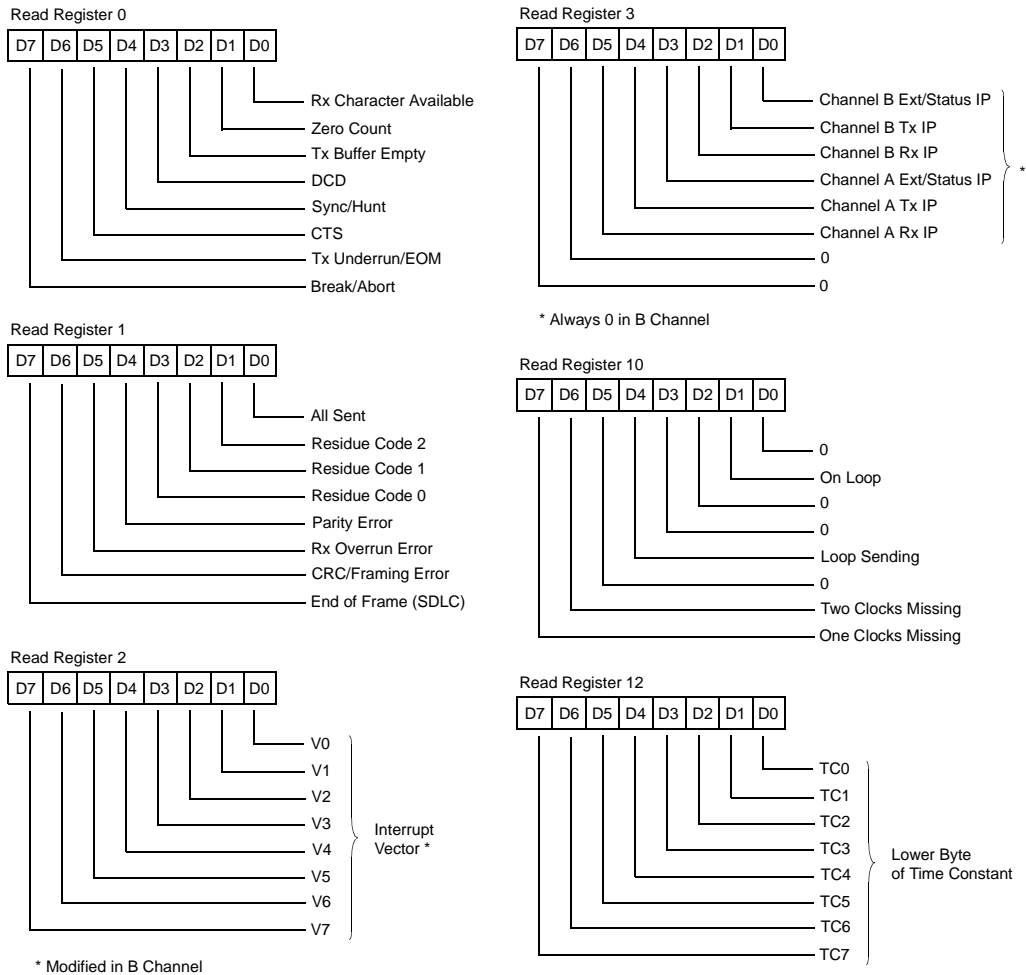 Read Register 0
D7 D6 D5 D4 D3 D2 D1 D0
Rx Character Available
Zero Count
Tx Buffer Empty
DCD
Sync/Hunt
CTS
Tx Underrun/EOM
Break/Abort
Read Register 1
D7 D6 D5 D4 D3 D2 D1 D0
All Sent
Residue Code 2
Residue Code 1
Residue Code 0
Parity Error
Rx Overrun Error
CRC/Framing Error
End of Frame (SDLC)
Read Register 2
D7 D6 D5 D4 D3 D2 D1 D0
V0
V1
V2
V3
V4
V5
V6
V7
Interrupt
Vector *
* Modified in B Channel
Read Register 3
D7 D6 D5 D4 D3 D2 D1 D0
Channel B Ext/Status IP
Channel B Tx IP
Channel B Rx IP
Channel A Ext/Status IP
Channel A Tx IP
Channel A Rx IP
0
0
*
* Always 0 in B Channel
Read Register 10
D7 D6 D5 D4 D3 D2 D1 D0
0
On Loop
0
0
Loop Sending
0
Two Clocks Missing
One Clocks Missing
Read Register 12
D7 D6 D5 D4 D3 D2 D1 D0
TC0
TC1
TC2
TC3
TC4
TC5
TC6
TC7
Lower Byte
of Time Constant